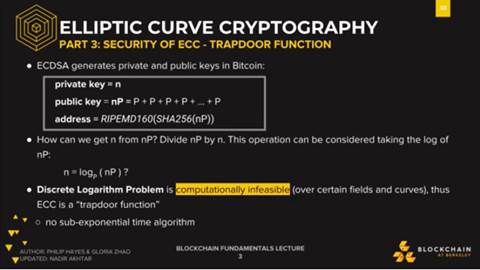 53
ELLIPTIC CURVE CRYPTOGRAPHY
PART 3: SECURITY OF ECC - TRAPDOOR FUNCTION
● ECDSA generates private and public keys in Bitcoin:
private key = n
public key = nP = P + P + P + P + ... + P
address = RIPEMD160(SHA256(nP))
● How can we get n from nP? Divide nP by n. This operation can be considered taking the log of
nP:
n = logP ( nP ) ?
● Discrete Logarithm Problem is computationally infeasible (over certain fields and curves), thus
ECC is a “trapdoor function”
○ no sub-exponential time algorithm
AUTHOR: PHILIP HAYES & GLORIA ZHAO
UPDATED: NADIR AKHTAR
BLOCKCHAIN FUNDAMENTALS LECTURE
3
BLOCKCHAIN
AT BERKELEY